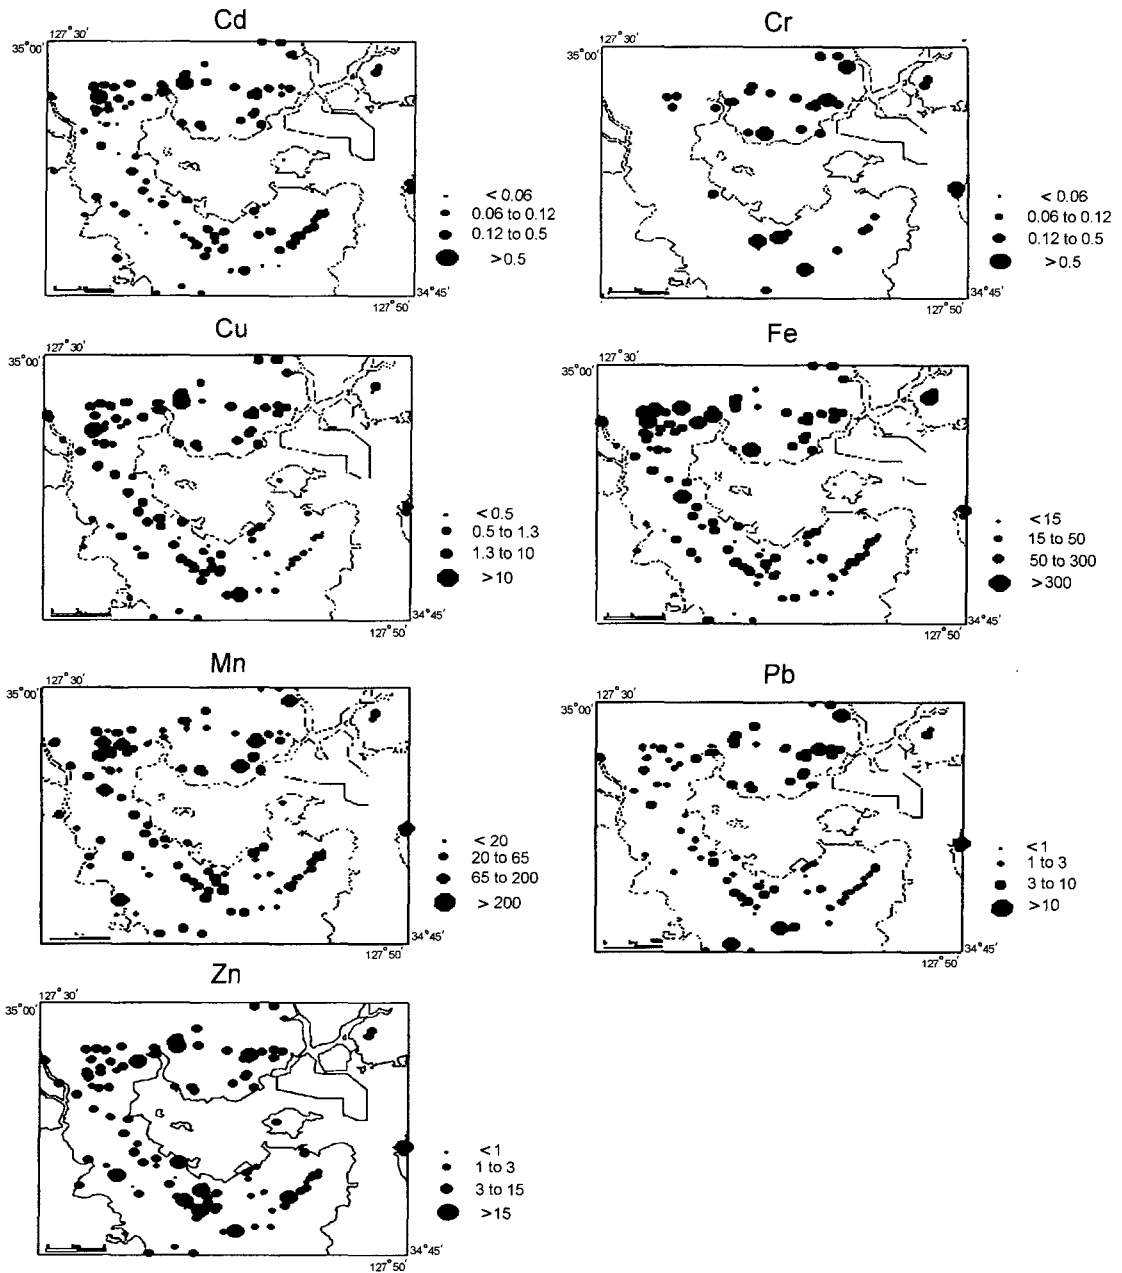 Cd
127°30′
35°00′
< 0.06
0.06 to 0.12
0.12 to 0.5
>0.5
34°45′
127°50′
Cr
127°30′
35°00′
< 0.06
0.06 to 0.12
0.12 to 0.5
>0.5
34°45′
127°50′
Cu
127°30′
35°00′
< 0.5
0.5 to 1.3
1.3 to 10
>10
34°45′
127°50′
Fe
127°30′
35°00′
<15
15 to 50
50 to 300
>300
34°45′
127°50′
Mn
127°30′
35°00′
< 20
20 to 65
65 to 200
> 200
34°45′
127°50′
Pb
127°30′
35°00′
<1
1 to 3
3 to 10
>10
34°45′
127°50′
Zn
127°30′
35°00′
<1
1 to 3
3 to 15
>15
34°45′
127°50′